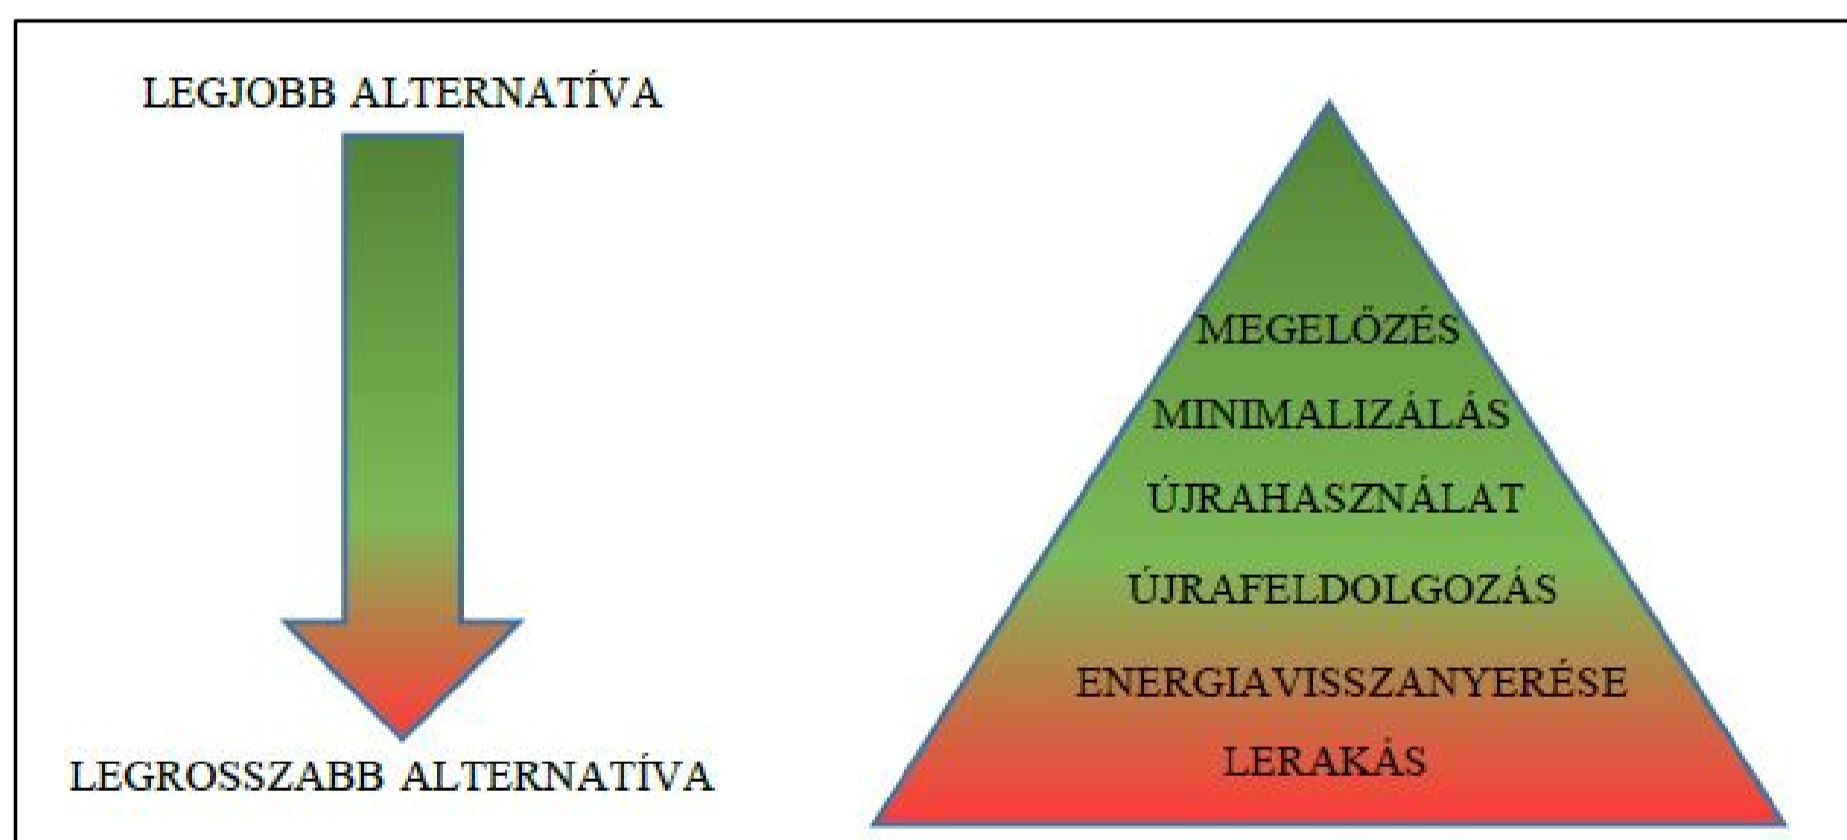 LEGJOBB ALTERNATÍVA
LEGROSSZABB ALTERNATÍVA
MEGELŐZÉS
MINIMALIZÁLÁS
ÚJRAHASZNÁLAT
ÚJRAFELDOLGOZÁS
ENERGIAVISSZANYERÉSE
LERAKÁS